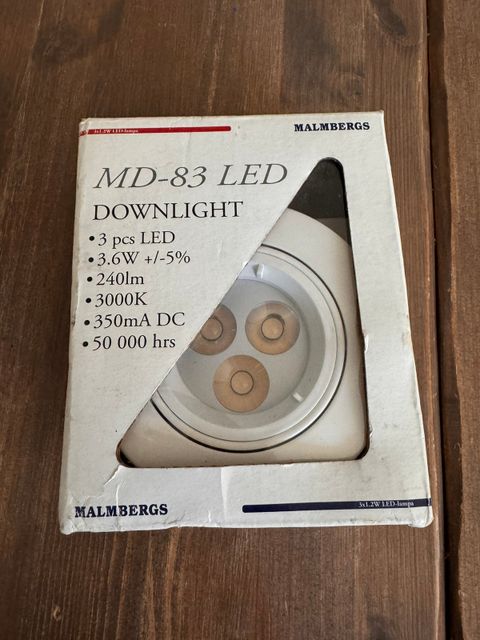 3x1.2W LED-lampa
MALMBERGS
MD-83 LED
DOWNLIGHT
• 3 pcs LED
• 3.6W +/-5%
• 240lm
• 3000K
• 350mA DC
• 50 000 hrs
MALMBERGS
3x1.2W LED-lampa